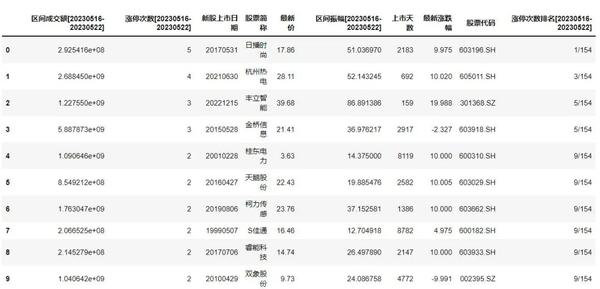 区间成交额[20230516-20230522] 涨停次数[20230516-20230522] 新股上市日期 股票简称 最新价 区间振幅[20230516-20230522] 上市天数 最新涨跌幅 股票代码 涨停次数排名[20230516-20230522]
0 2.925416e+08 5 20170531 日播时尚 17.86 51.036970 2183 9.975 603196.SH 1/154
1 2.688450e+09 4 20210630 杭州热电 28.11 52.143245 692 10.020 605011.SH 3/154
2 1.227550e+09 3 20221215 丰立智能 39.68 86.891386 159 19.988 301368.SZ 5/154
3 5.887873e+09 3 20150528 金桥信息 21.41 36.976217 2917 -2.327 603918.SH 5/154
4 1.090646e+09 2 20010228 桂东电力 3.63 14.375000 8119 10.000 600310.SH 9/154
5 8.549212e+08 2 20160427 天鹅股份 22.43 19.885476 2582 10.005 603029.SH 9/154
6 1.763047e+09 2 20190806 柯力传感 23.76 37.152581 1386 10.000 603662.SH 9/154
7 2.066525e+08 2 19990507 S佳通 16.46 12.704918 8782 4.975 600182.SH 9/154
8 2.145279e+08 2 20170706 睿能科技 14.74 26.497890 2147 10.000 603933.SH 9/154
9 1.040642e+09 2 20100429 双象股份 9.73 24.086758 4772 -9.991 002395.SZ 9/154